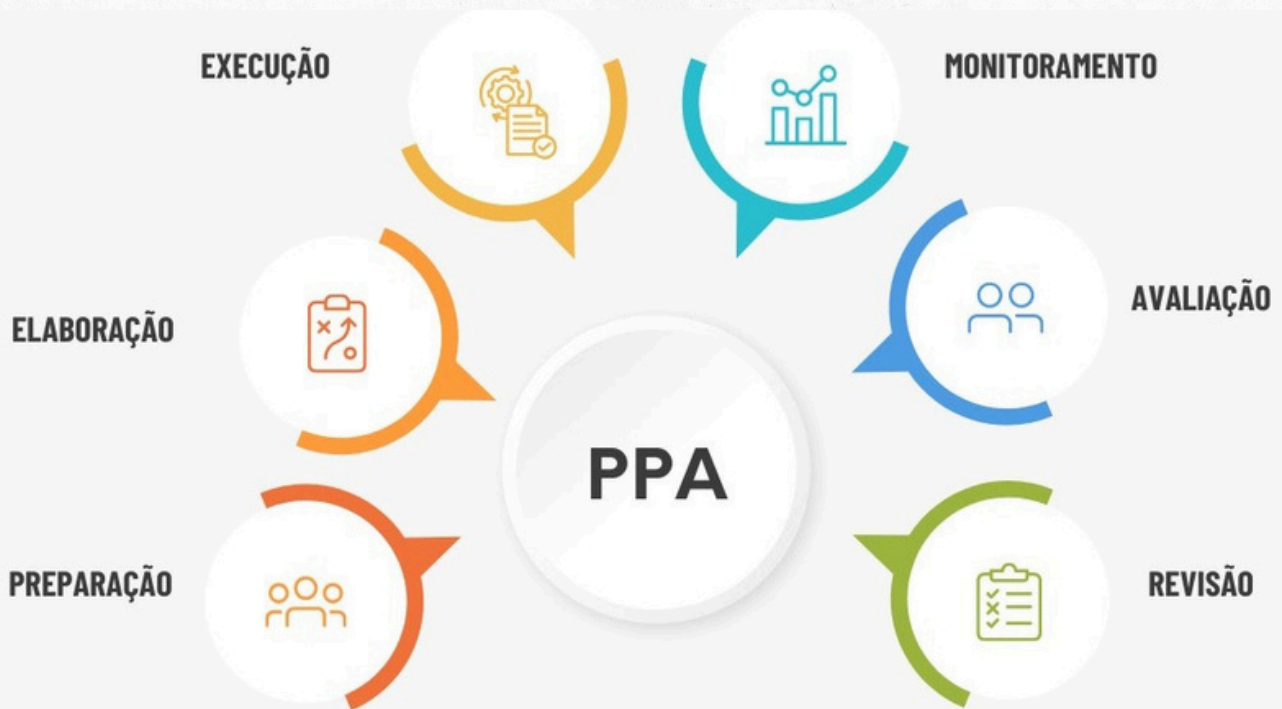 EXECUÇÃO
MONITORAMENTO
ELABORAÇÃO
AVALIAÇÃO
PPA
PREPARAÇÃO
REVISÃO